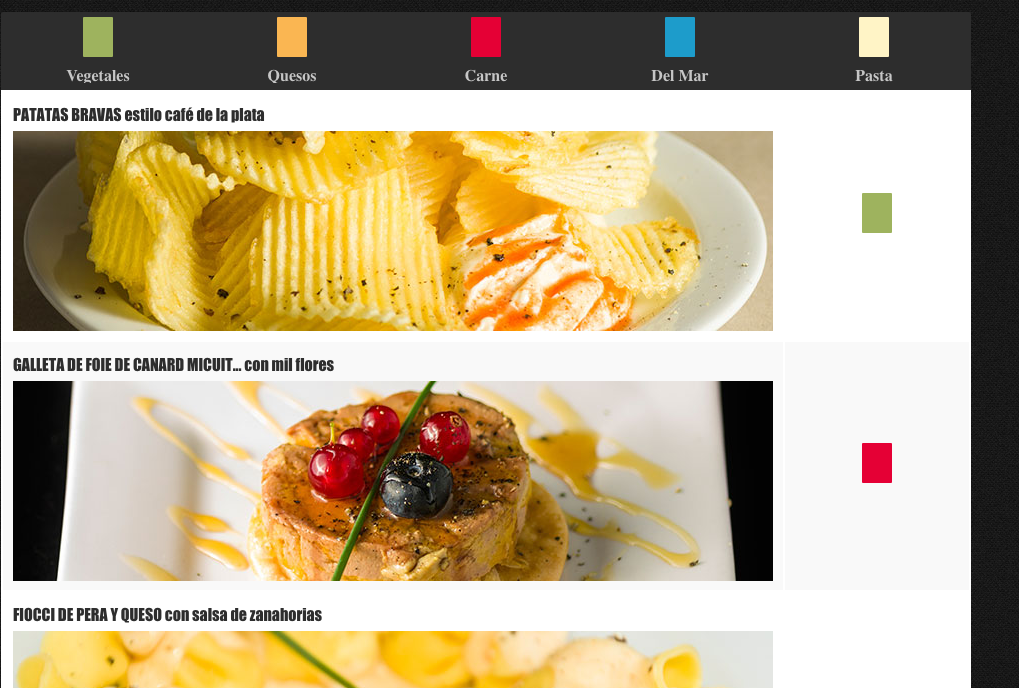 Vegetales
Quesos
Carne
Del Mar
Pasta
PATATAS BRAVAS estilo café de la plata
GALLETA DE FOIE DE CANARD MICUIT... con mil flores
FIOCCI DE PERA Y QUESO con salsa de zanahorias